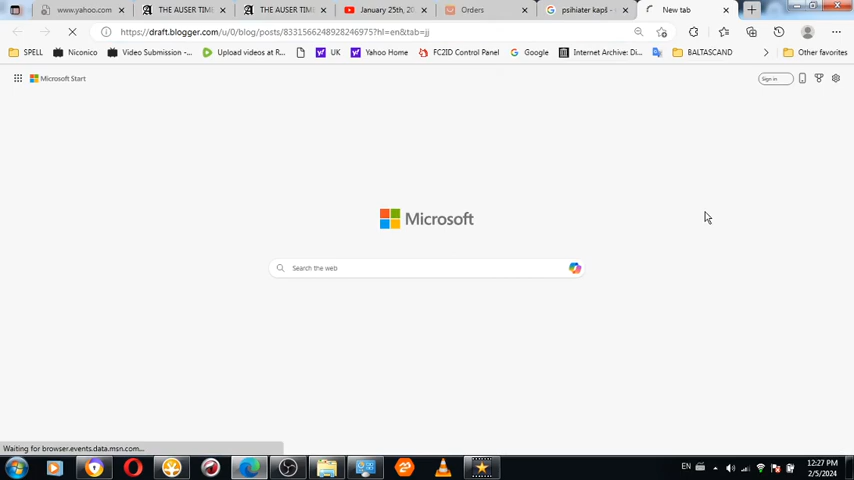 www.yahoo.com
THE AUSER TIME
THE AUSER TIME
January 25th, 20
Orders
psihiater kapš
New tab
https://draft.blogger.com/u/0/blog/posts/8331566248928246975?hl=en&tab=jj
SPELL
Niconico
Video Submission -...
Upload videos at R...
UK
Yahoo Home
FC2ID Control Panel
Google
Internet Archive: Di...
BALTASCAND
Other favorites
Microsoft Start
Sign in
Microsoft
Search the web
Waiting for browser.events.data.msn.com...
EN
12:27 PM
2/5/2024